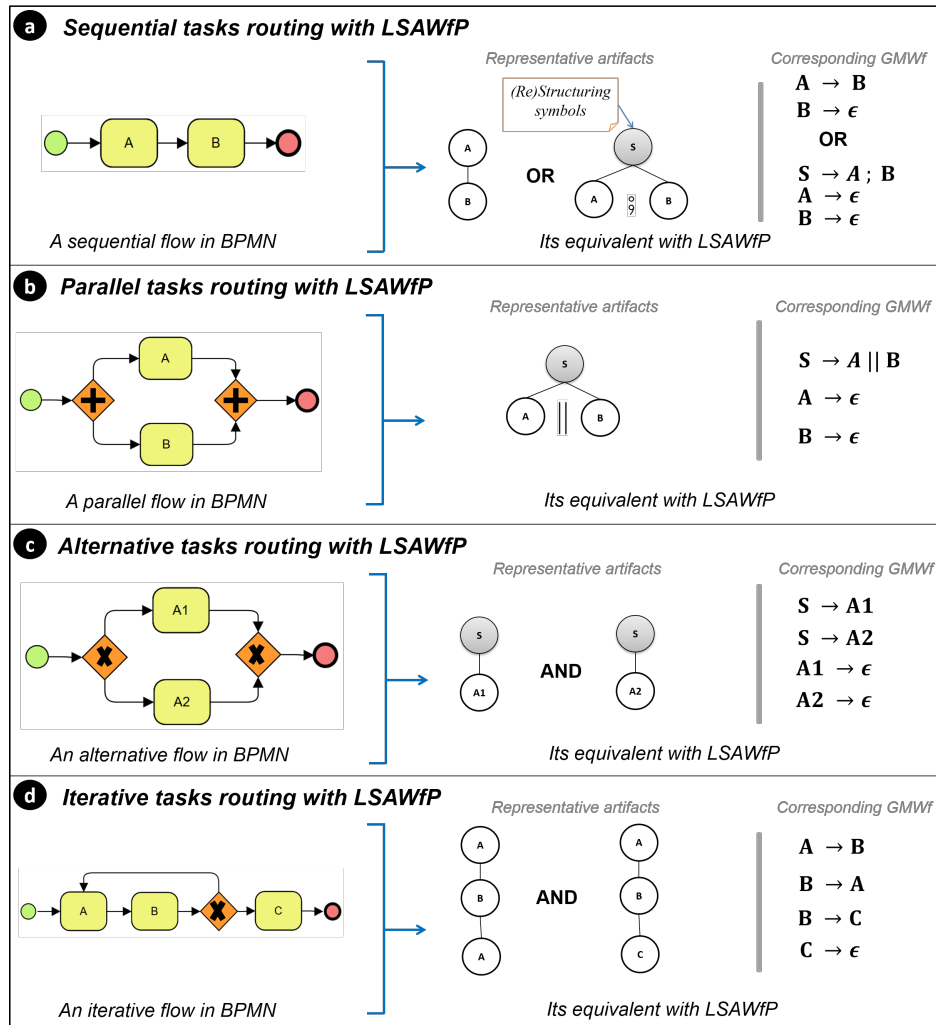 a Sequential tasks routing with LSAWfP
Representative artifacts
Corresponding GMWf
(Re)Structuring
symbols
A
B
A
B
OR
S
A
B
A → B
B → ϵ
OR
S → A ; B
A → ϵ
B → ϵ
A sequential flow in BPMN
Its equivalent with LSAWfP
b Parallel tasks routing with LSAWfP
Representative artifacts
Corresponding GMWf
A
B
S
A
||
B
S → A || B
A → ϵ
B → ϵ
A parallel flow in BPMN
Its equivalent with LSAWfP
c Alternative tasks routing with LSAWfP
Representative artifacts
Corresponding GMWf
A1
A2
S
A1
AND
S
A2
S → A1
S → A2
A1 → ϵ
A2 → ϵ
An alternative flow in BPMN
Its equivalent with LSAWfP
d Iterative tasks routing with LSAWfP
Representative artifacts
Corresponding GMWf
A
B
C
A
B
A
AND
A
B
C
A → B
B → A
B → C
C → ϵ
An iterative flow in BPMN
Its equivalent with LSAWfP